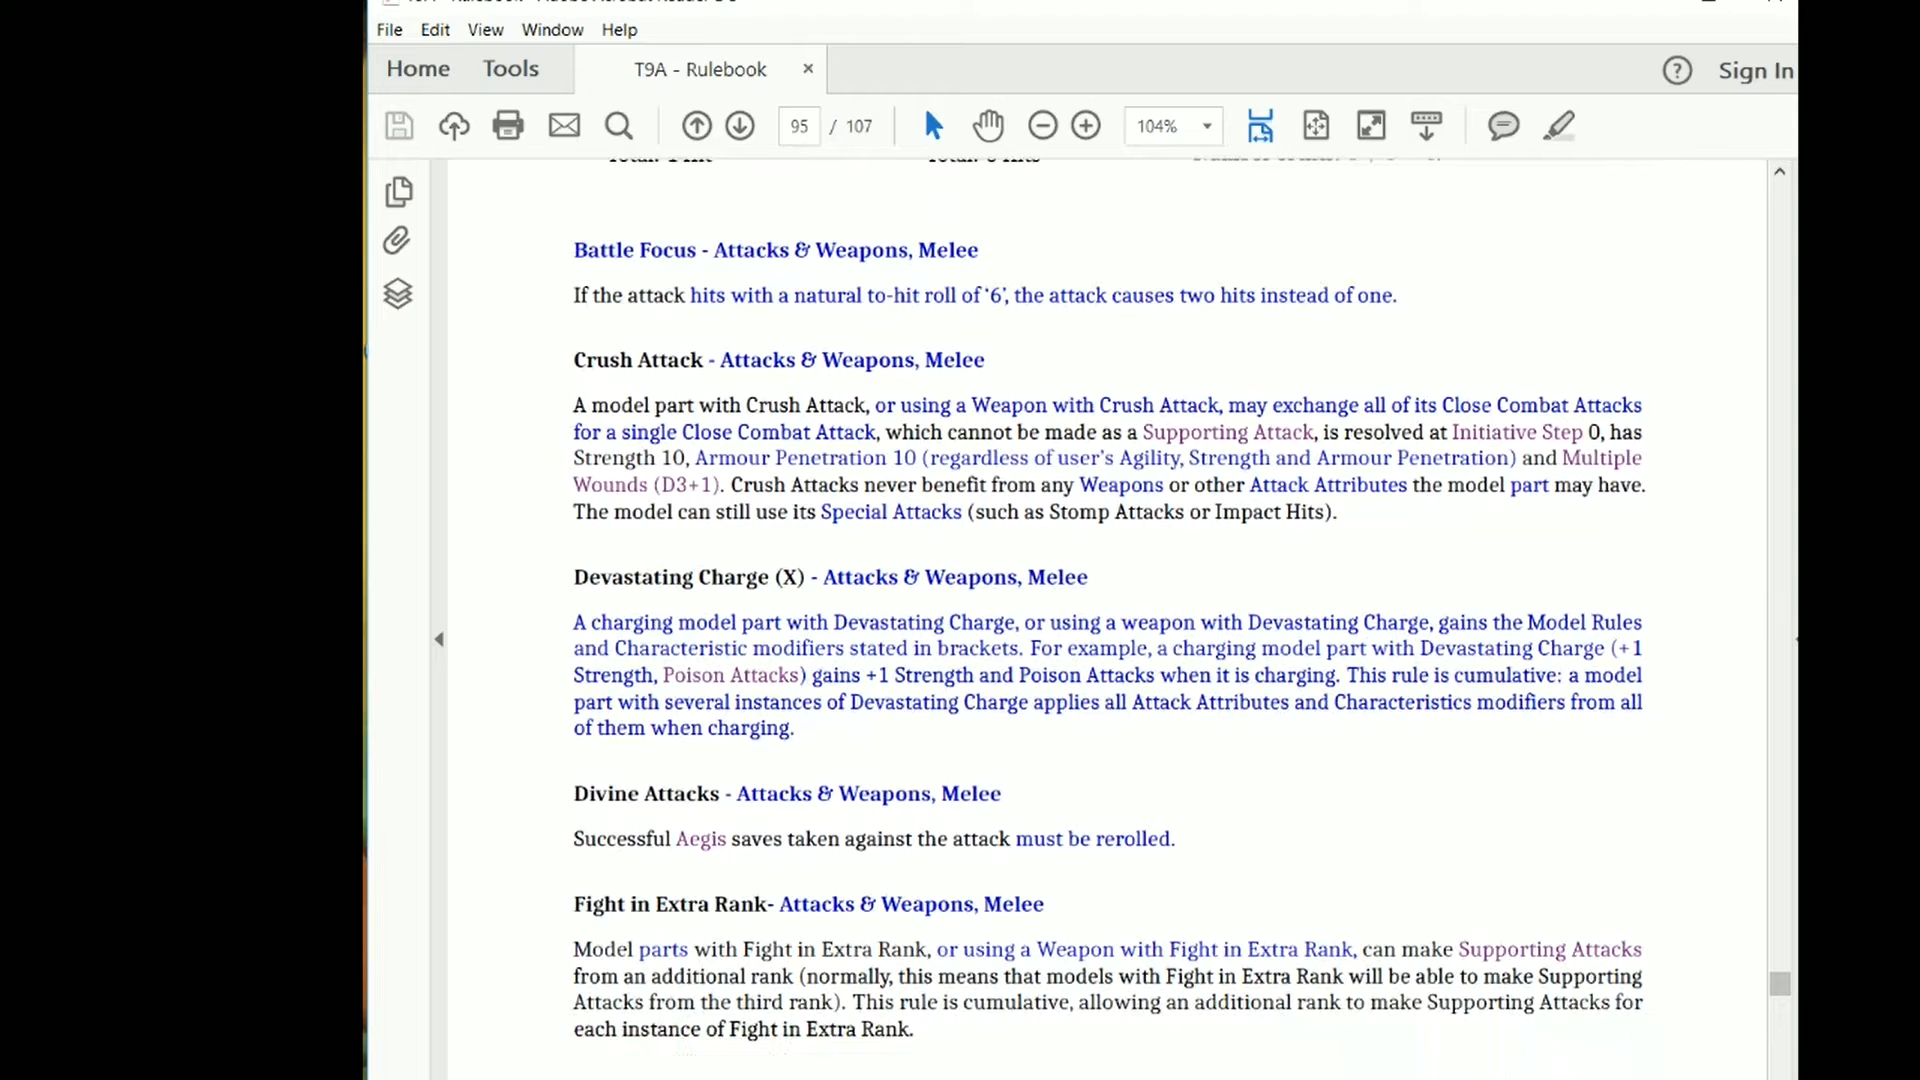 File Edit View Window Help
Home Tools T9A - Rulebook × ? Sign In
95 / 107 104%
Battle Focus - Attacks & Weapons, Melee
If the attack hits with a natural to-hit roll of ‘6’, the attack causes two hits instead of one.
Crush Attack - Attacks & Weapons, Melee
A model part with Crush Attack, or using a Weapon with Crush Attack, may exchange all of its Close Combat Attacks
for a single Close Combat Attack, which cannot be made as a Supporting Attack, is resolved at Initiative Step 0, has
Strength 10, Armour Penetration 10 (regardless of user’s Agility, Strength and Armour Penetration) and Multiple
Wounds (D3+1). Crush Attacks never benefit from any Weapons or other Attack Attributes the model part may have.
The model can still use its Special Attacks (such as Stomp Attacks or Impact Hits).
Devastating Charge (X) - Attacks & Weapons, Melee
A charging model part with Devastating Charge, or using a weapon with Devastating Charge, gains the Model Rules
and Characteristic modifiers stated in brackets. For example, a charging model part with Devastating Charge (+1
Strength, Poison Attacks) gains +1 Strength and Poison Attacks when it is charging. This rule is cumulative: a model
part with several instances of Devastating Charge applies all Attack Attributes and Characteristics modifiers from all
of them when charging.
Divine Attacks - Attacks & Weapons, Melee
Successful Aegis saves taken against the attack must be rerolled.
Fight in Extra Rank- Attacks & Weapons, Melee
Model parts with Fight in Extra Rank, or using a Weapon with Fight in Extra Rank, can make Supporting Attacks
from an additional rank (normally, this means that models with Fight in Extra Rank will be able to make Supporting
Attacks from the third rank). This rule is cumulative, allowing an additional rank to make Supporting Attacks for
each instance of Fight in Extra Rank.